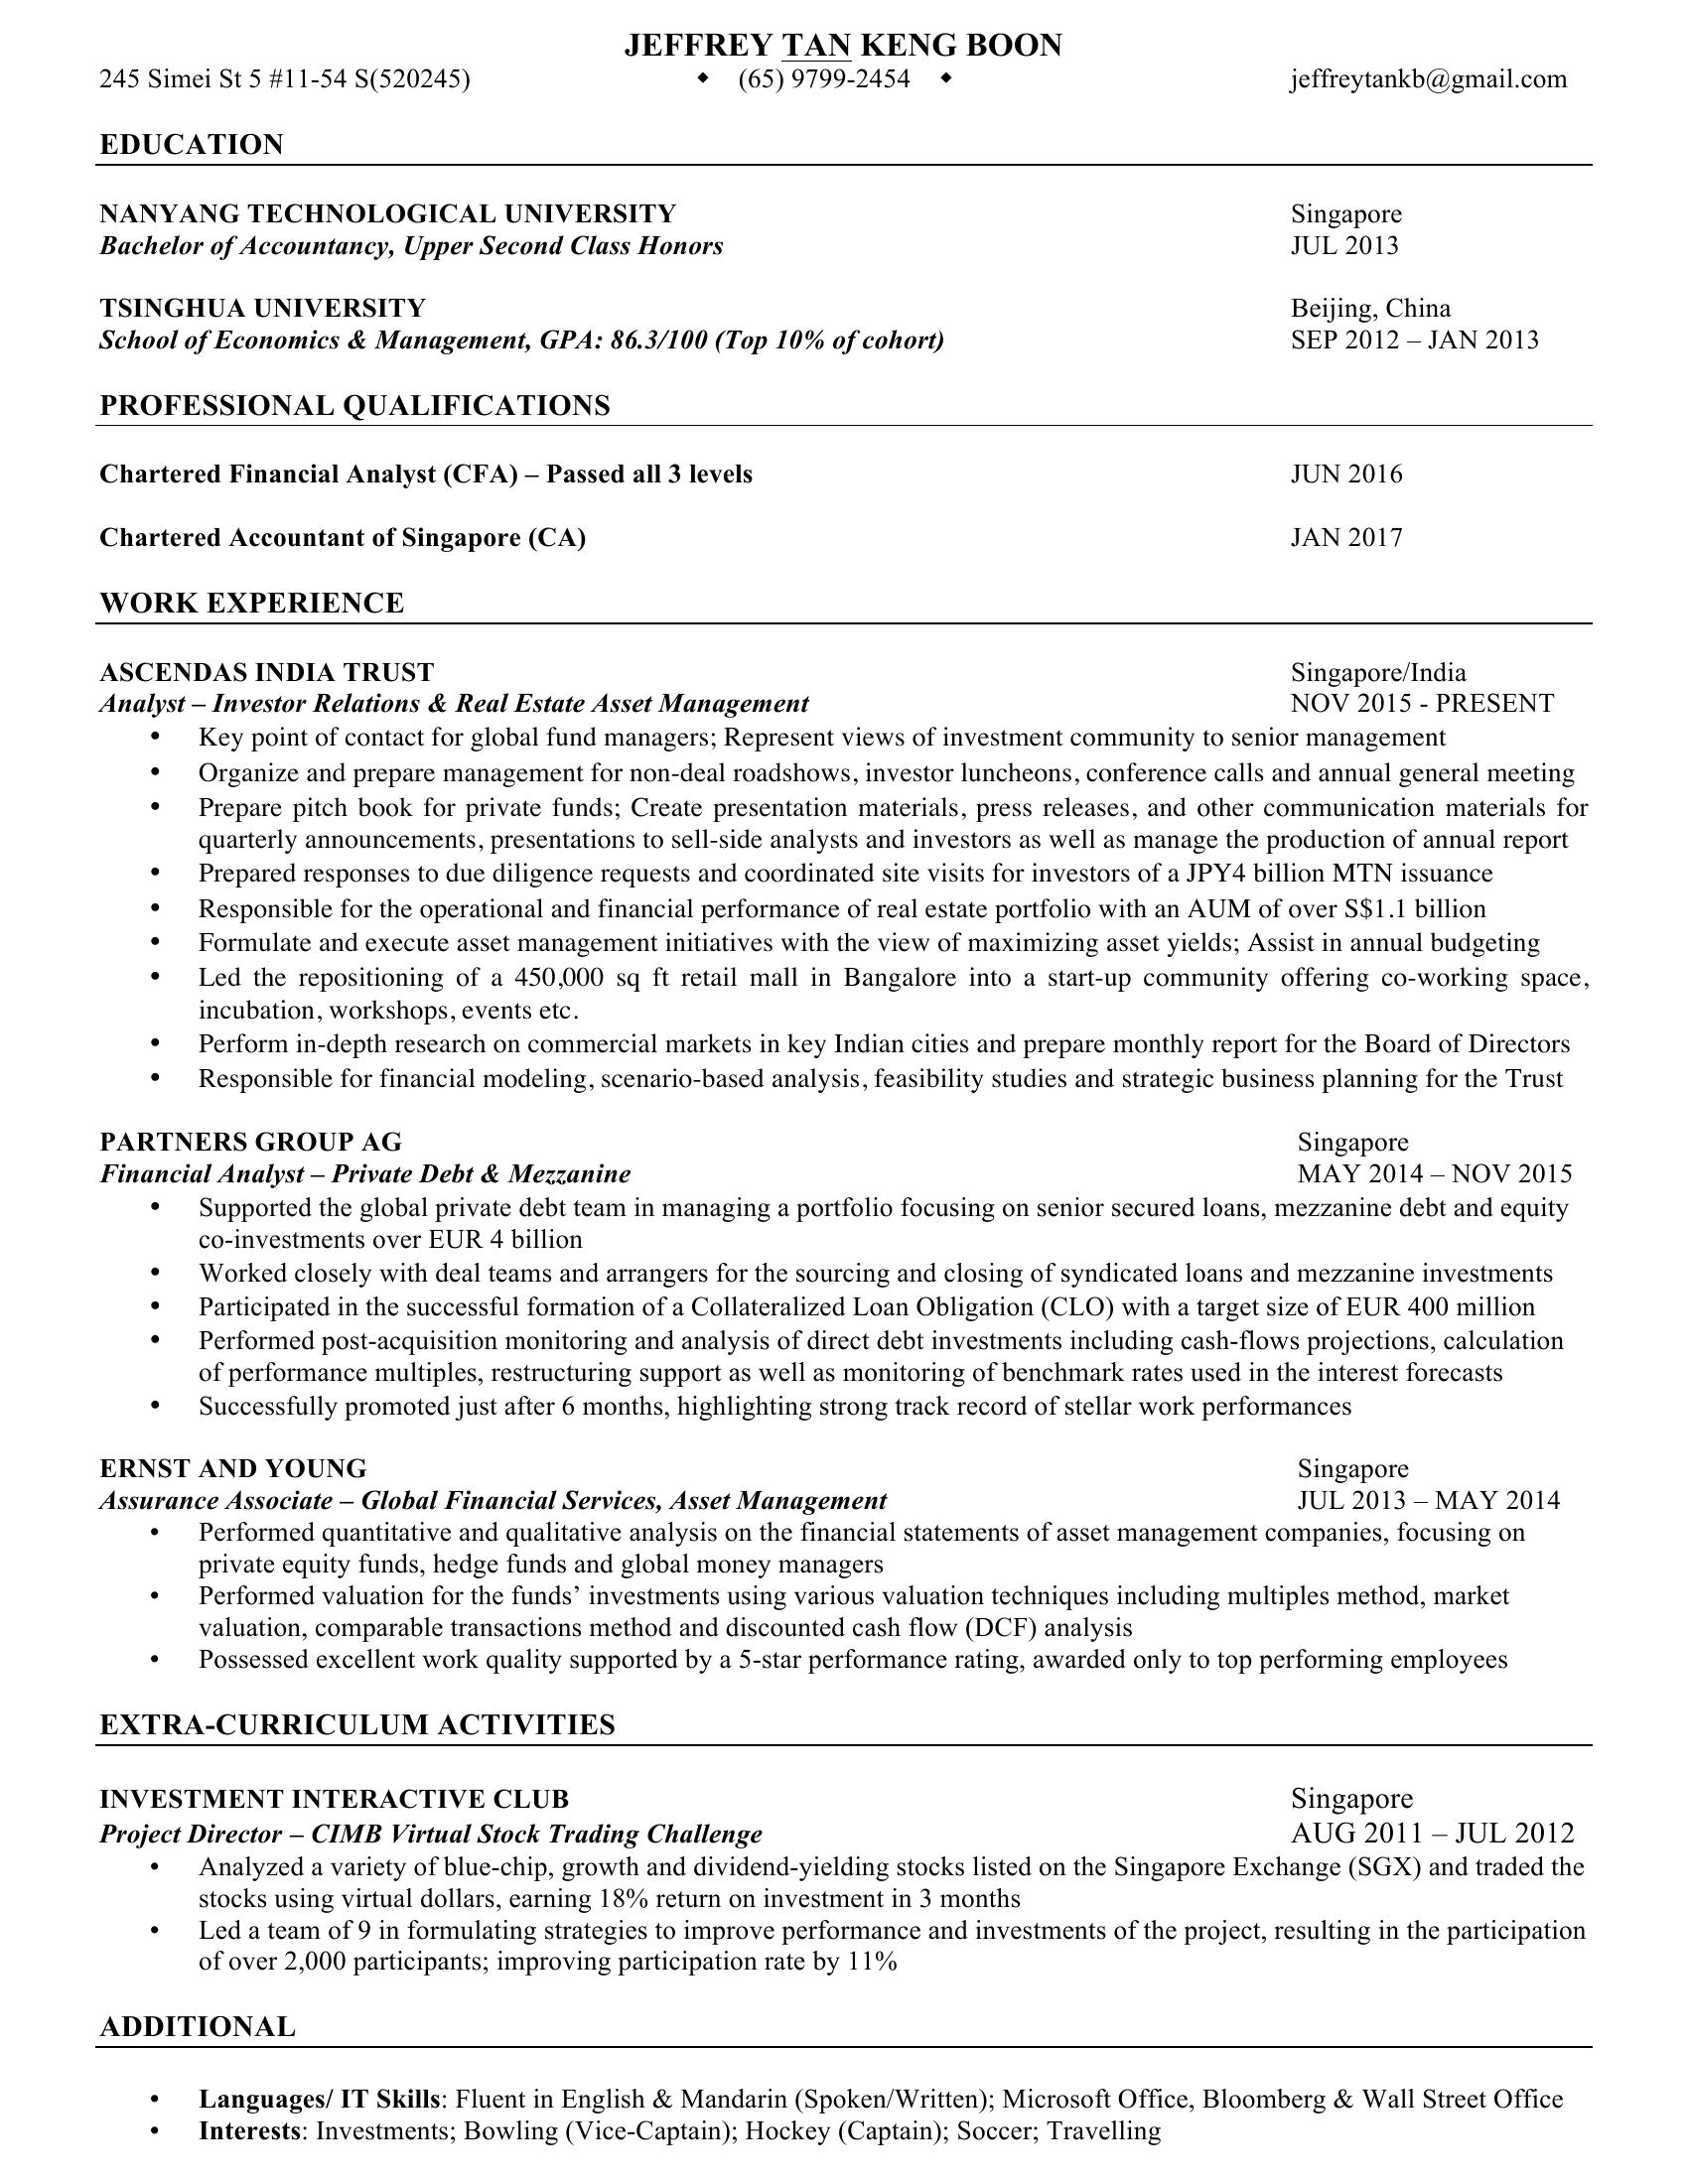 JEFFREY TAN KENG BOON
245 Simei St 5 #11-54 S(520245) ◆ (65) 9799-2454 ◆ jeffreytankb@gmail.com
EDUCATION
NANYANG TECHNOLOGICAL UNIVERSITY Singapore
Bachelor of Accountancy, Upper Second Class Honors JUL 2013
TSINGHUA UNIVERSITY Beijing, China
School of Economics & Management, GPA: 86.3/100 (Top 10% of cohort) SEP 2012 – JAN 2013
PROFESSIONAL QUALIFICATIONS
Chartered Financial Analyst (CFA) – Passed all 3 levels JUN 2016
Chartered Accountant of Singapore (CA) JAN 2017
WORK EXPERIENCE
ASCENDAS INDIA TRUST Singapore/India
Analyst – Investor Relations & Real Estate Asset Management NOV 2015 - PRESENT
• Key point of contact for global fund managers; Represent views of investment community to senior management
• Organize and prepare management for non-deal roadshows, investor luncheons, conference calls and annual general meeting
• Prepare pitch book for private funds; Create presentation materials, press releases, and other communication materials for
quarterly announcements, presentations to sell-side analysts and investors as well as manage the production of annual report
• Prepared responses to due diligence requests and coordinated site visits for investors of a JPY4 billion MTN issuance
• Responsible for the operational and financial performance of real estate portfolio with an AUM of over S$1.1 billion
• Formulate and execute asset management initiatives with the view of maximizing asset yields; Assist in annual budgeting
• Led the repositioning of a 450,000 sq ft retail mall in Bangalore into a start-up community offering co-working space,
incubation, workshops, events etc.
• Perform in-depth research on commercial markets in key Indian cities and prepare monthly report for the Board of Directors
• Responsible for financial modeling, scenario-based analysis, feasibility studies and strategic business planning for the Trust
PARTNERS GROUP AG Singapore
Financial Analyst – Private Debt & Mezzanine MAY 2014 – NOV 2015
• Supported the global private debt team in managing a portfolio focusing on senior secured loans, mezzanine debt and equity
co-investments over EUR 4 billion
• Worked closely with deal teams and arrangers for the sourcing and closing of syndicated loans and mezzanine investments
• Participated in the successful formation of a Collateralized Loan Obligation (CLO) with a target size of EUR 400 million
• Performed post-acquisition monitoring and analysis of direct debt investments including cash-flows projections, calculation
of performance multiples, restructuring support as well as monitoring of benchmark rates used in the interest forecasts
• Successfully promoted just after 6 months, highlighting strong track record of stellar work performances
ERNST AND YOUNG Singapore
Assurance Associate – Global Financial Services, Asset Management JUL 2013 – MAY 2014
• Performed quantitative and qualitative analysis on the financial statements of asset management companies, focusing on
private equity funds, hedge funds and global money managers
• Performed valuation for the funds’ investments using various valuation techniques including multiples method, market
valuation, comparable transactions method and discounted cash flow (DCF) analysis
• Possessed excellent work quality supported by a 5-star performance rating, awarded only to top performing employees
EXTRA-CURRICULUM ACTIVITIES
INVESTMENT INTERACTIVE CLUB Singapore
Project Director – CIMB Virtual Stock Trading Challenge AUG 2011 – JUL 2012
• Analyzed a variety of blue-chip, growth and dividend-yielding stocks listed on the Singapore Exchange (SGX) and traded the
stocks using virtual dollars, earning 18% return on investment in 3 months
• Led a team of 9 in formulating strategies to improve performance and investments of the project, resulting in the participation
of over 2,000 participants; improving participation rate by 11%
ADDITIONAL
• Languages/ IT Skills: Fluent in English & Mandarin (Spoken/Written); Microsoft Office, Bloomberg & Wall Street Office
• Interests: Investments; Bowling (Vice-Captain); Hockey (Captain); Soccer; Travelling